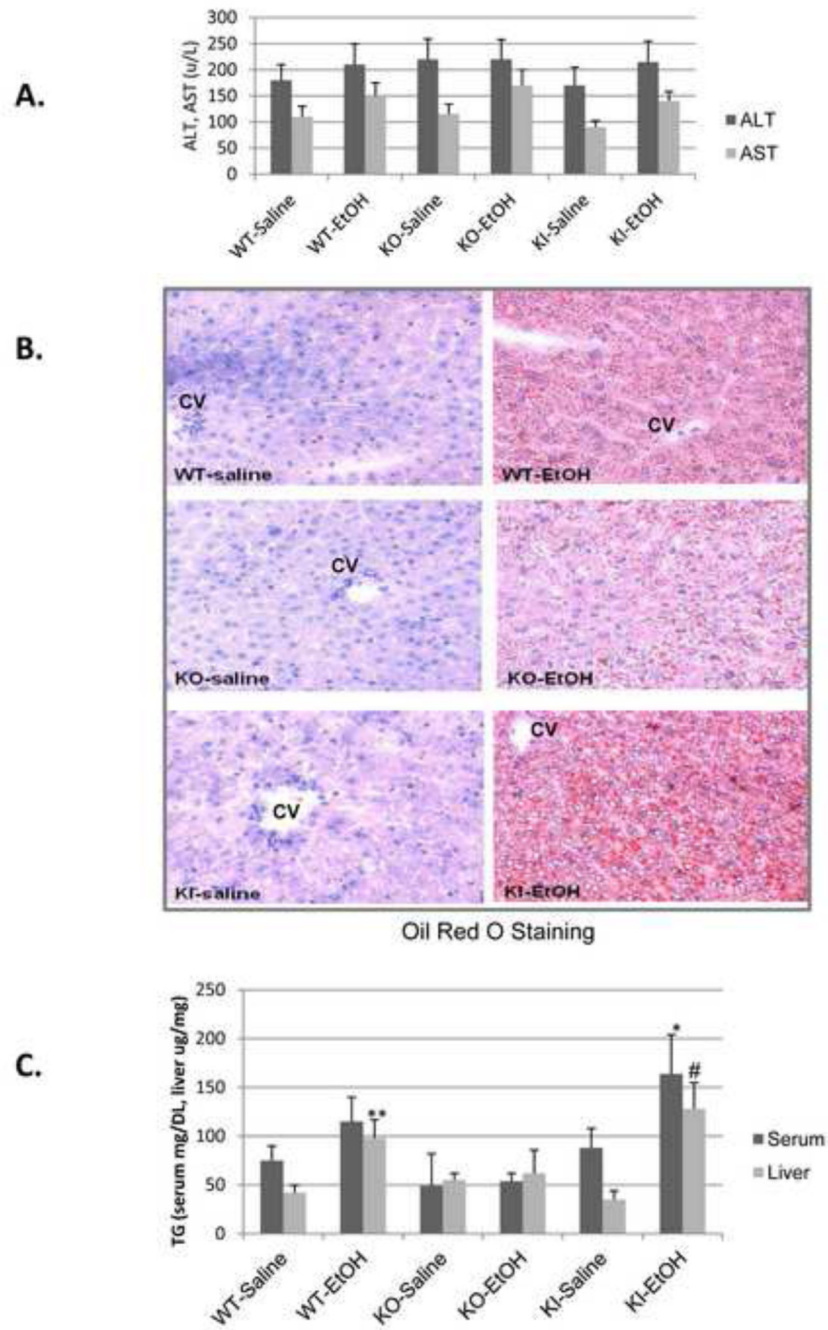 A.
ALT, AST (u/L)
300
250
200
150
100
50
0
WT-Saline
WT-EtOH
KO-Saline
KO-EtOH
KI-Saline
KI-EtOH
ALT
AST
B.
CV
WT-saline
CV
WT-EtOH
CV
KO-saline
KO-EtOH
CV
KI-saline
CV
KI-EtOH
Oil Red O Staining
C.
TG (serum mg/DL, liver ug/mg)
250
200
150
100
50
0
**
*
#
WT-Saline
WT-EtOH
KO-Saline
KO-EtOH
KI-Saline
KI-EtOH
Serum
Liver